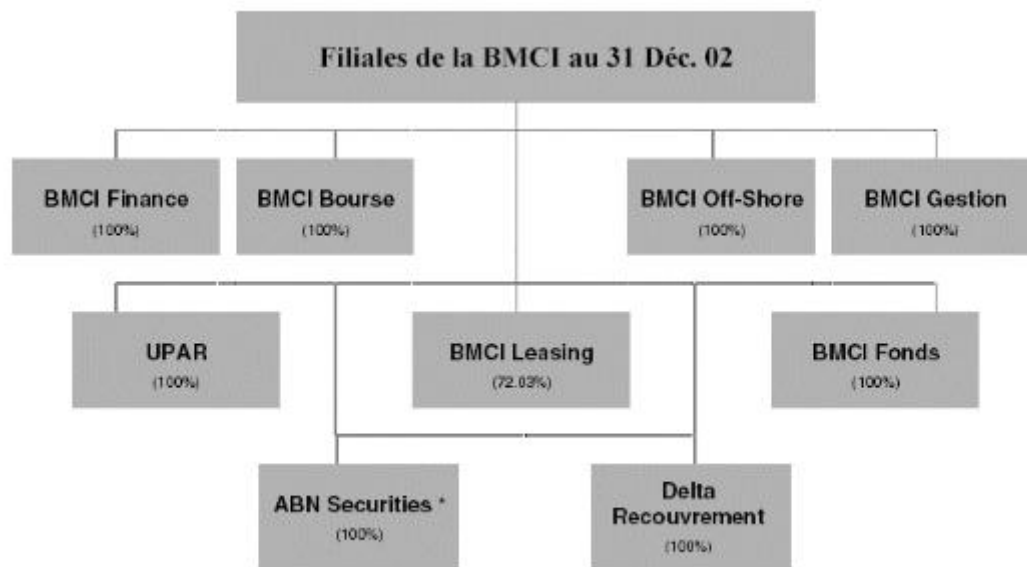 Filiales de la BMCI au 31 Déc. 02
BMCI Finance
(100%)
BMCI Bourse
(100%)
BMCI Off-Shore
(100%)
BMCI Gestion
(100%)
UPAR
(100%)
BMCI Leasing
(72.03%)
BMCI Fonds
(100%)
ABN Securities *
(100%)
Delta
Recouvrement
(100%)